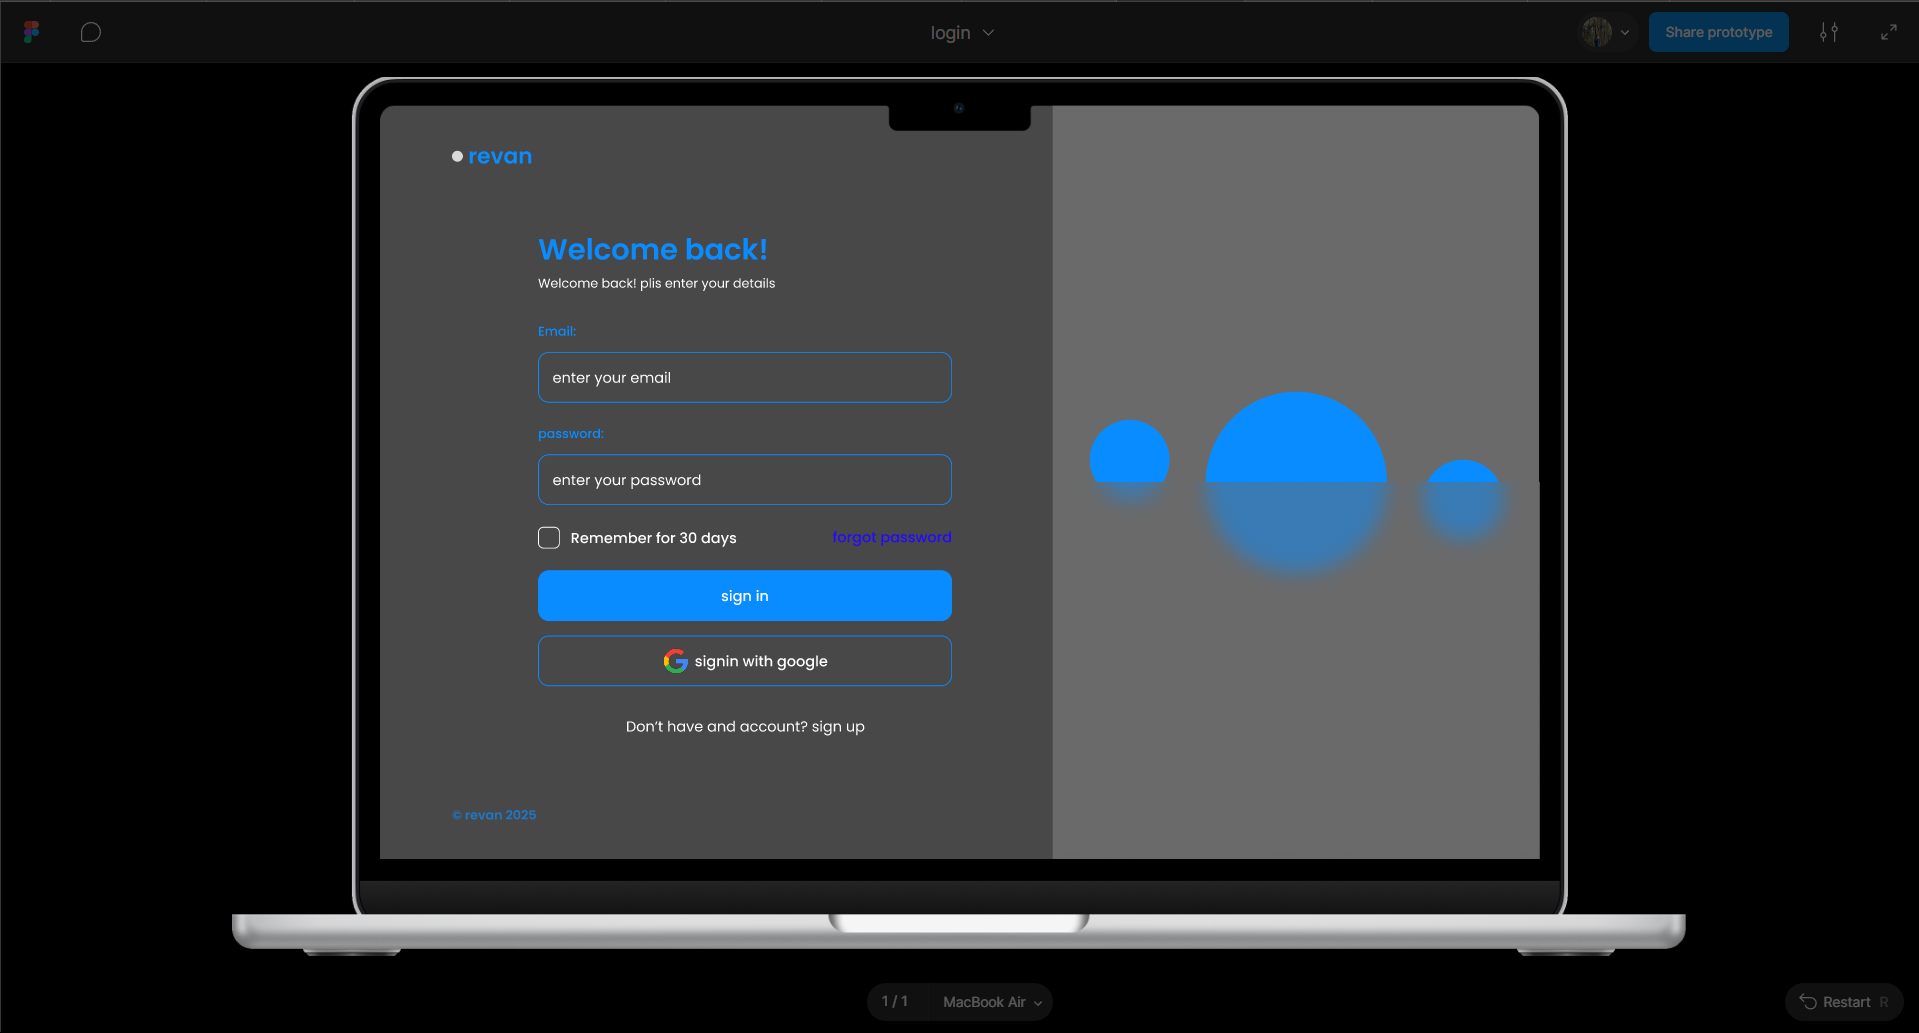 login
Share prototype
revan
Welcome back!
Welcome back! plis enter your details
Email:
enter your email
password:
enter your password
Remember for 30 days
forgot password
sign in
signin with google
Don't have and account? sign up
© revan 2025
1 / 1
MacBook Air
Restart R